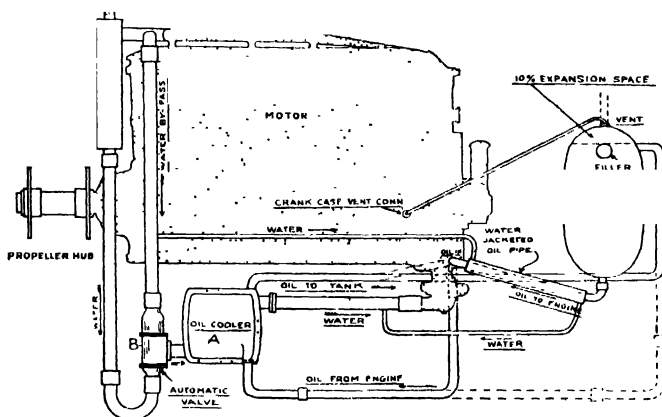 10% EXPANSION SPACE
VENT
FILLER
MOTOR
WATER BY-PASS
CRANK CASE VENT CONN
PROPELLER HUB
WATER
WATER
JACKETED
OIL PIPE
OIL TO TANK
OIL TO ENGINE
WATER
WATER
WATER
OIL COOLER
A
B
OIL FROM ENGINE
AUTOMATIC
VALVE